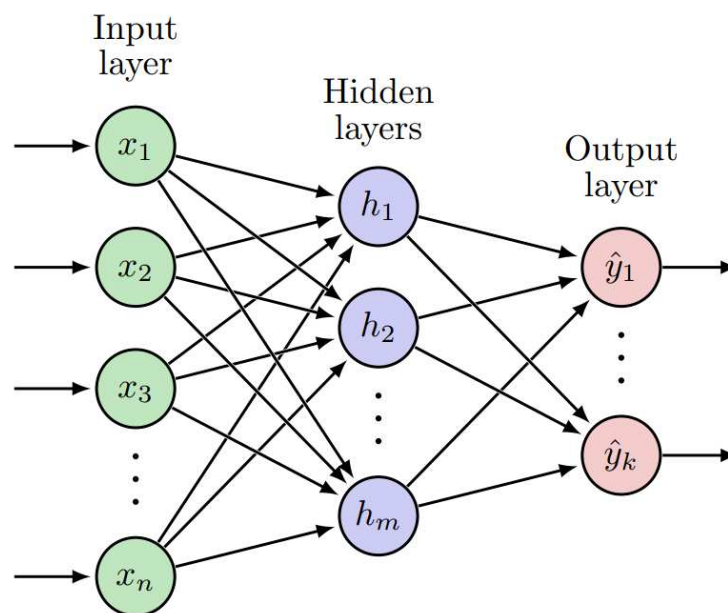 Input
layer
Hidden
layers
Output
layer
x₁
x₂
x₃
⋮
xₙ
h₁
h₂
⋮
hₘ
ŷ₁
⋮
ŷₖ